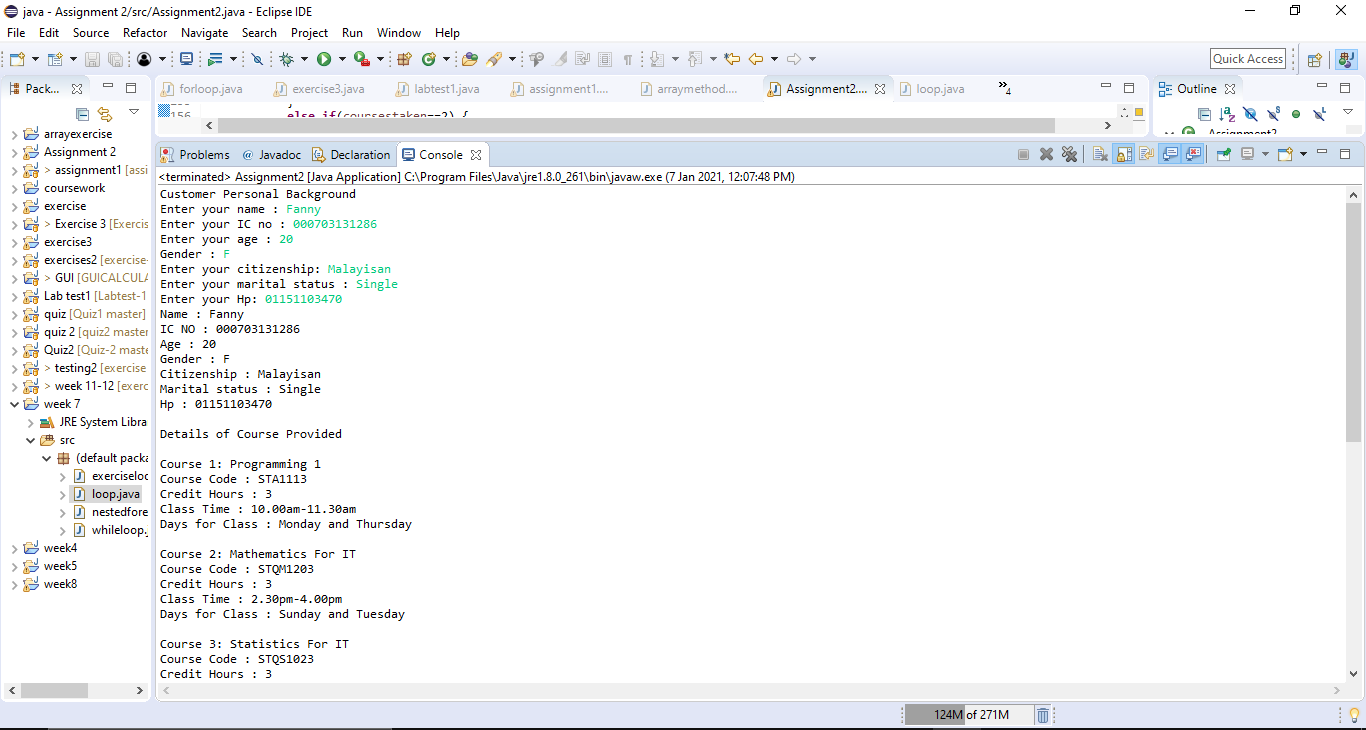 java - Assignment 2/src/Assignment2.java - Eclipse IDE
File Edit Source Refactor Navigate Search Project Run Window Help
Quick Access
Pack...
forloop.java exercise3.java labtest1.java assignment1.... arraymethod.... Assignment2.... loop.java 4
Outline
156 else if(coursestaken==2) {
Assignment2
arrayexercise
Assignment 2
> assignment1 [assi
coursework
exercise
> Exercise 3 [Exercis
exercise3
exercises2 [exercise-
> GUI [GUICALCULA
Lab test1 [Labtest-1
quiz [Quiz1 master]
quiz 2 [quiz2 master
Quiz2 [Quiz-2 maste
> testing2 [exercise
> week 11-12 [exerc
week 7
JRE System Libra
src
(default packa
exerciseloo
loop.java
nestedfore
whileloop.
week4
week5
week8
Problems @ Javadoc Declaration Console
<terminated> Assignment2 [Java Application] C:\Program Files\Java\jre1.8.0_261\bin\javaw.exe (7 Jan 2021, 12:07:48 PM)
Customer Personal Background
Enter your name : Fanny
Enter your IC no : 000703131286
Enter your age : 20
Gender : F
Enter your citizenship: Malayisan
Enter your marital status : Single
Enter your Hp: 01151103470
Name : Fanny
IC NO : 000703131286
Age : 20
Gender : F
Citizenship : Malayisan
Marital status : Single
Hp : 01151103470
Details of Course Provided
Course 1: Programming 1
Course Code : STA1113
Credit Hours : 3
Class Time : 10.00am-11.30am
Days for Class : Monday and Thursday
Course 2: Mathematics For IT
Course Code : STQM1203
Credit Hours : 3
Class Time : 2.30pm-4.00pm
Days for Class : Sunday and Tuesday
Course 3: Statistics For IT
Course Code : STQS1023
Credit Hours : 3
124M of 271M